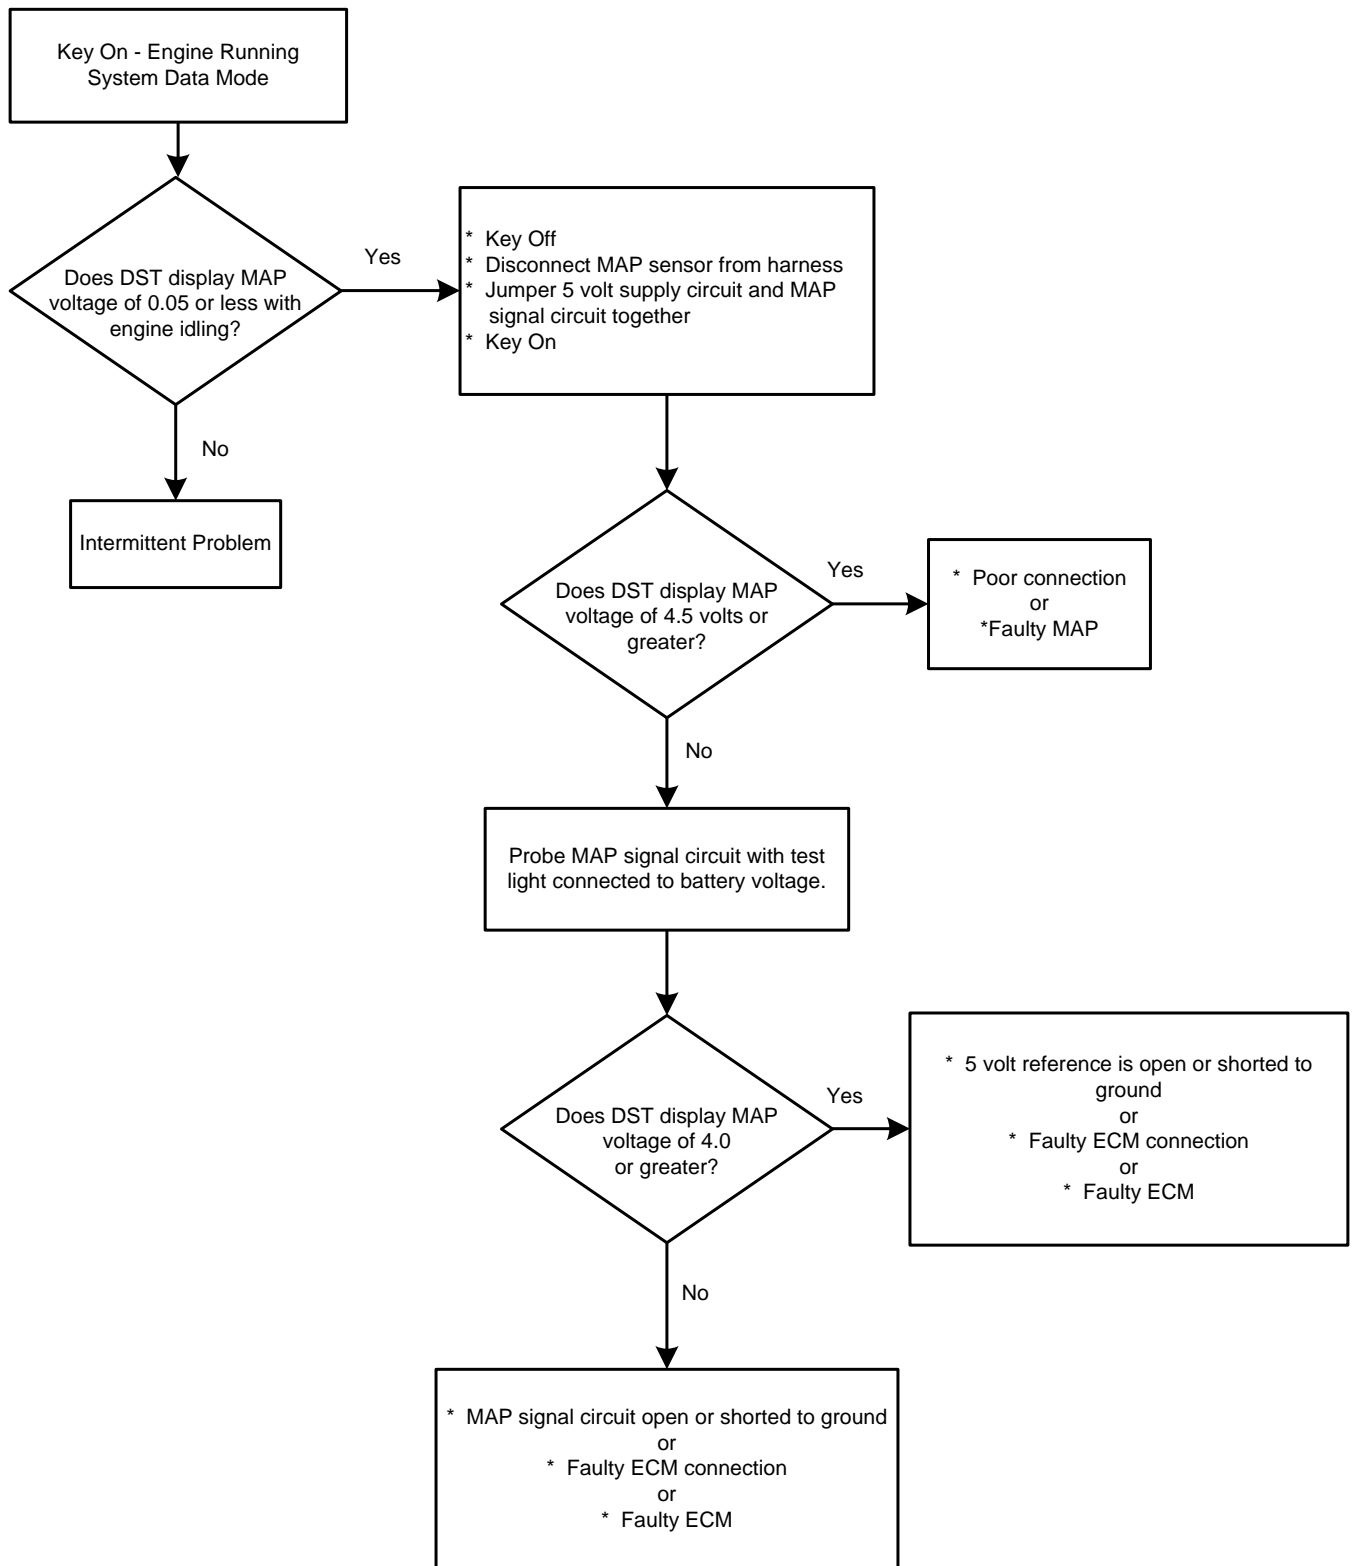 Key On - Engine Running
System Data Mode
Does DST display MAP
voltage of 0.05 or less with
engine idling?
Yes
* Key Off
* Disconnect MAP sensor from harness
* Jumper 5 volt supply circuit and MAP
signal circuit together
* Key On
No
Intermittent Problem
Does DST display MAP
voltage of 4.5 volts or
greater?
Yes
* Poor connection
or
*Faulty MAP
No
Probe MAP signal circuit with test
light connected to battery voltage.
Does DST display MAP
voltage of 4.0
or greater?
Yes
* 5 volt reference is open or shorted to
ground
or
* Faulty ECM connection
or
* Faulty ECM
No
* MAP signal circuit open or shorted to ground
or
* Faulty ECM connection
or
* Faulty ECM